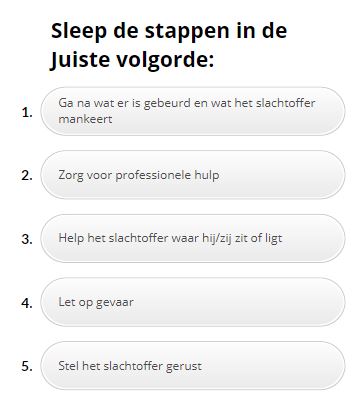 Sleep de stappen in de
Juiste volgorde:
1. Ga na wat er is gebeurd en wat het slachtoffer
mankeert
2. Zorg voor professionele hulp
3. Help het slachtoffer waar hij/zij zit of ligt
4. Let op gevaar
5. Stel het slachtoffer gerust